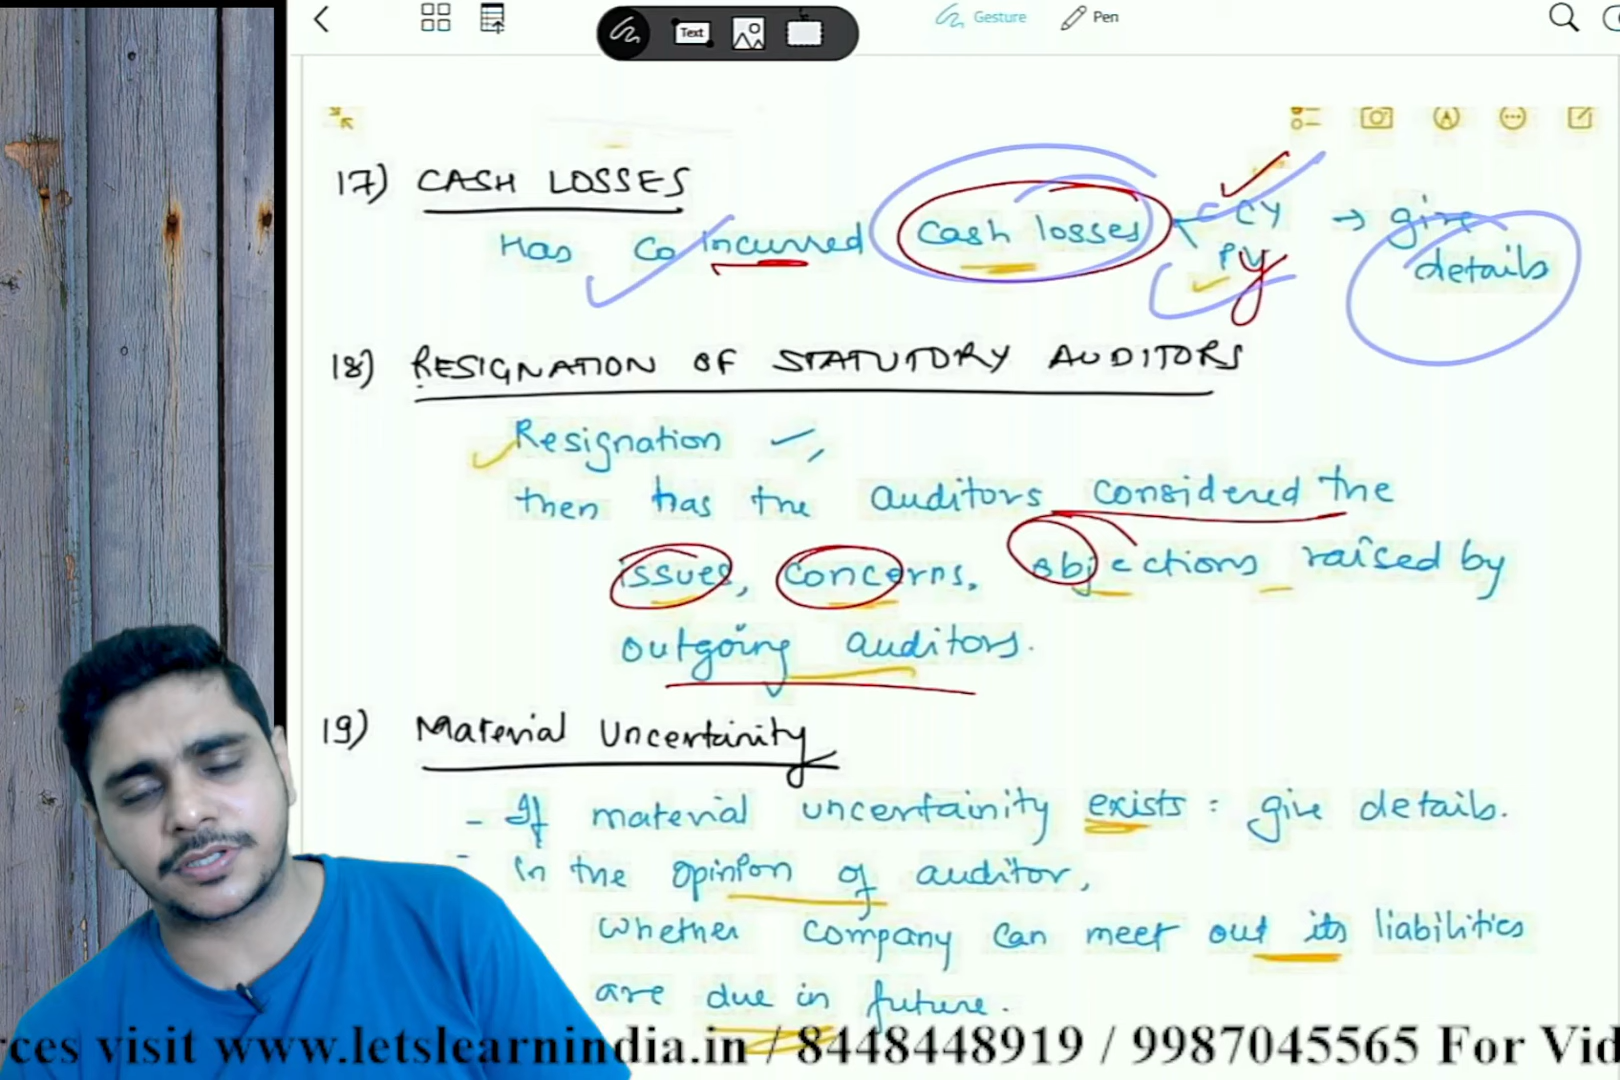 Text
Gesture
Pen
17) CASH LOSSES
Has Co incurred cash losses CY → give
PY details
18) RESIGNATION OF STATUTORY AUDITORS
Resignation
then has the auditors considered the
issues, concerns, objections raised by
outgoing auditors.
19) Material Uncertainity
- If material uncertainity exists : give details.
- in the opinion of auditor,
whether company can meet out its liabilities
are due in future.
rces visit www.letslearnindia.in / 8448448919 / 9987045565 For Vid